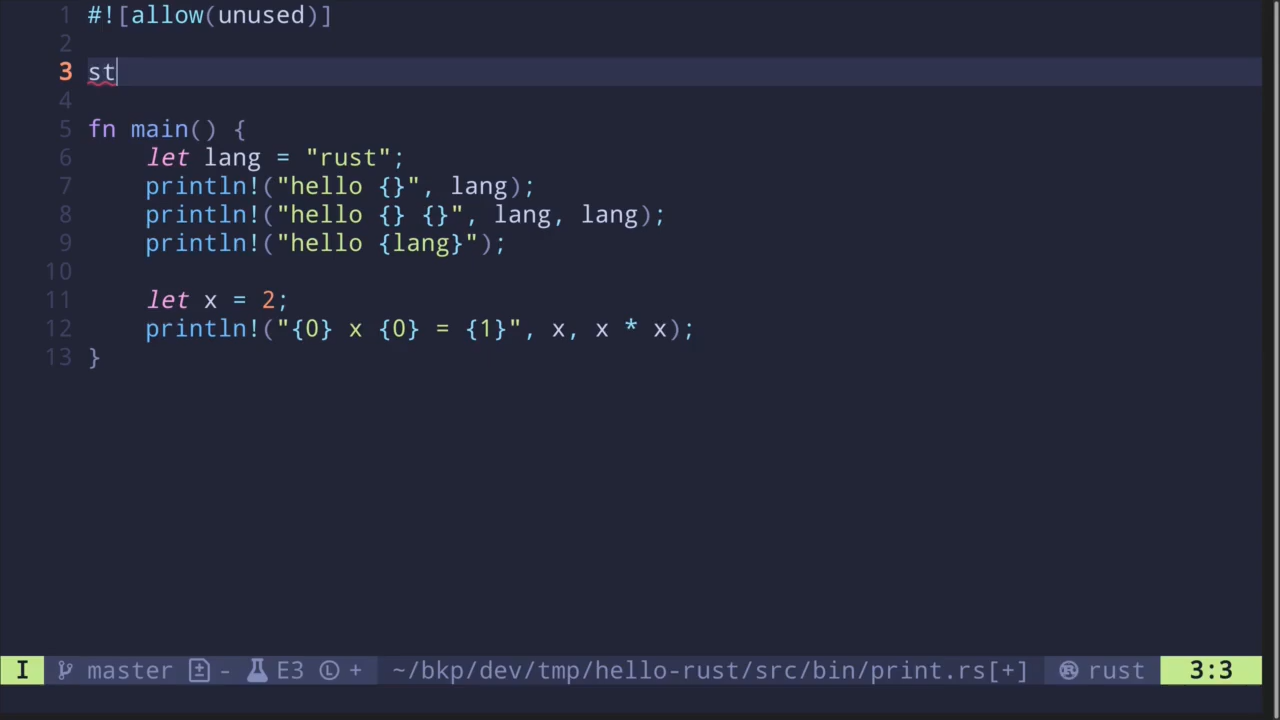 1 #![allow(unused)]
2
3 st
4
5 fn main() {
6     let lang = "rust";
7     println!("hello {}", lang);
8     println!("hello {} {}", lang, lang);
9     println!("hello {lang}");
10
11     let x = 2;
12     println!("{0} x {0} = {1}", x, x * x);
13 }
I master - E3 + ~/bkp/dev/tmp/hello-rust/src/bin/print.rs[+] rust 3:3